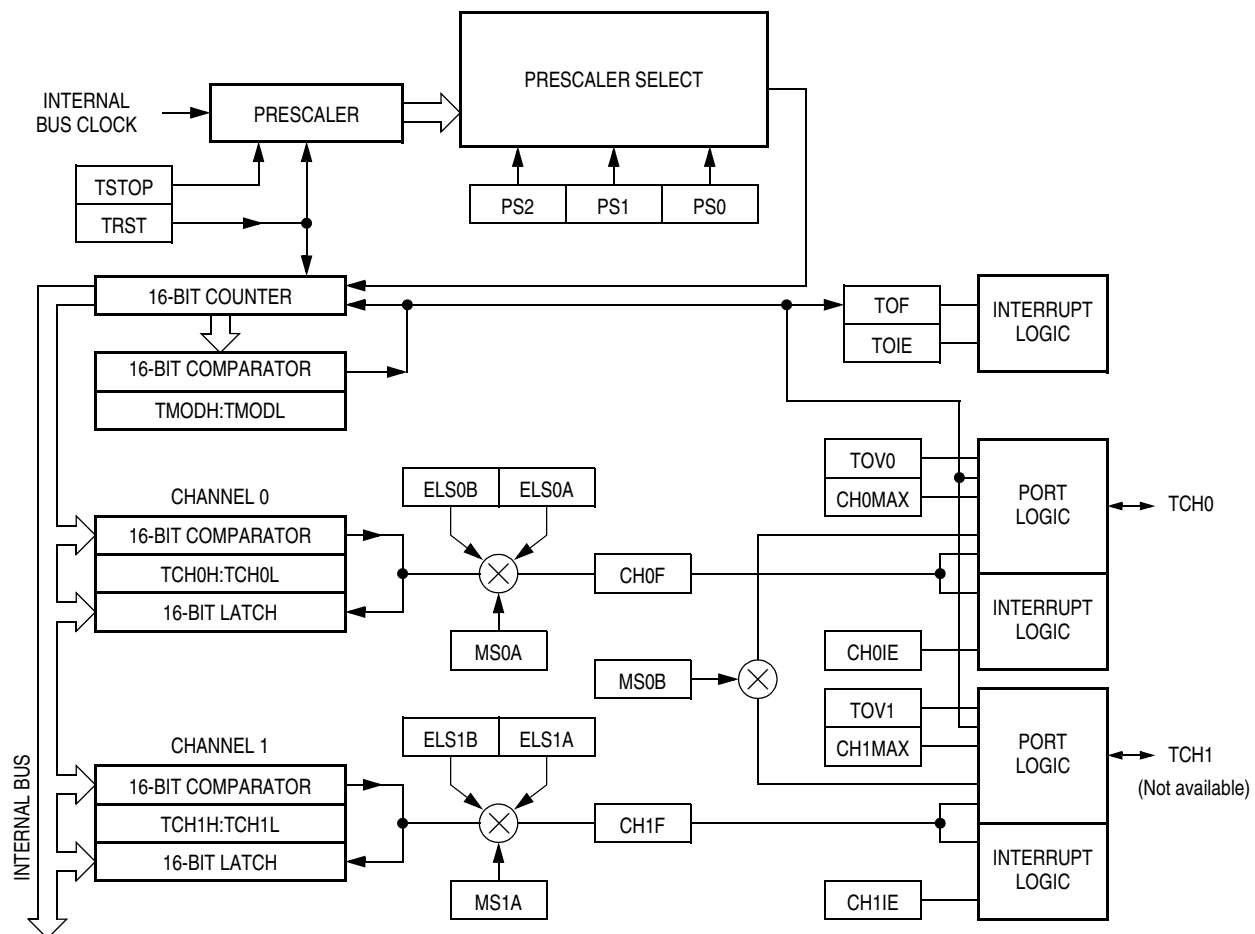 PRESCALER SELECT
INTERNAL
BUS CLOCK
PRESCALER
TSTOP
TRST
PS2
PS1
PS0
16-BIT COUNTER
16-BIT COMPARATOR
TMODH:TMODL
TOF
TOIE
INTERRUPT
LOGIC
CHANNEL 0
16-BIT COMPARATOR
TCH0H:TCH0L
16-BIT LATCH
ELS0B
ELS0A
MS0A
CH0F
TOV0
CH0MAX
PORT
LOGIC
TCH0
INTERRUPT
LOGIC
CH0IE
MS0B
CHANNEL 1
16-BIT COMPARATOR
TCH1H:TCH1L
16-BIT LATCH
ELS1B
ELS1A
MS1A
CH1F
TOV1
CH1MAX
PORT
LOGIC
TCH1
(Not available)
INTERRUPT
LOGIC
CH1IE
INTERNAL BUS